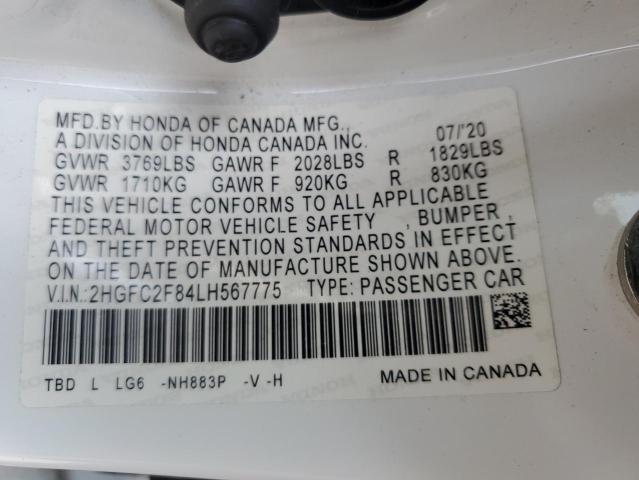 MFD.BY HONDA OF CANADA MFG., 07/'20
A DIVISION OF HONDA CANADA INC.
GVWR 3769LBS GAWR F 2028LBS R 1829LBS
GVWR 1710KG GAWR F 920KG R 830KG
THIS VEHICLE CONFORMS TO ALL APPLICABLE
FEDERAL MOTOR VEHICLE SAFETY , BUMPER ,
AND THEFT PREVENTION STANDARDS IN EFFECT
ON THE DATE OF MANUFACTURE SHOWN ABOVE.
V.I.N.:2HGFC2F84LH567775 TYPE: PASSENGER CAR
TBD L LG6 -NH883P -V -H MADE IN CANADA